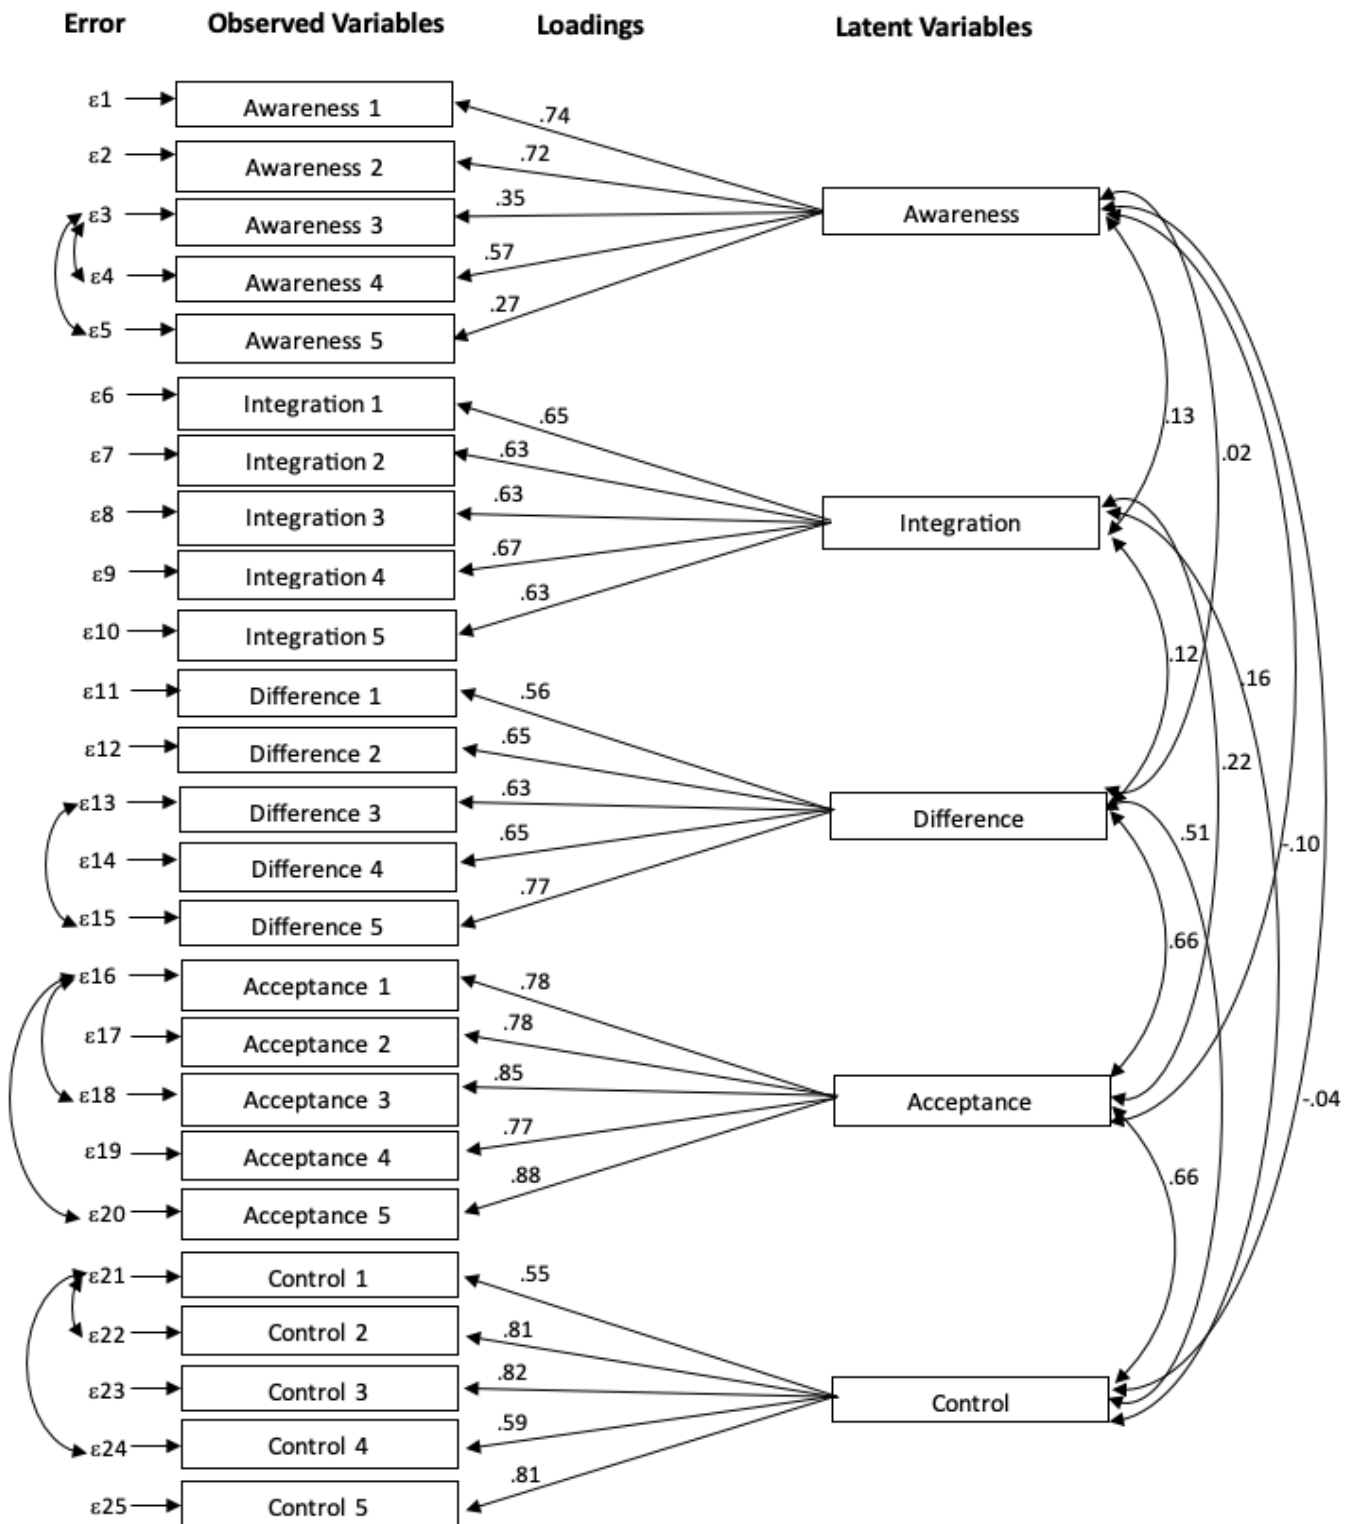 Error Observed Variables Loadings Latent Variables
ε1 Awareness 1 .74
ε2 Awareness 2 .72
ε3 Awareness 3 .35 Awareness
ε4 Awareness 4 .57
ε5 Awareness 5 .27
ε6 Integration 1 .65 .13
ε7 Integration 2 .63 .02
ε8 Integration 3 .63 Integration
ε9 Integration 4 .67
ε10 Integration 5 .63 .12
ε11 Difference 1 .56 .16
ε12 Difference 2 .65 .22
ε13 Difference 3 .63 Difference .51
ε14 Difference 4 .65 -.10
ε15 Difference 5 .77 .66
ε16 Acceptance 1 .78
ε17 Acceptance 2 .78
ε18 Acceptance 3 .85 Acceptance -.04
ε19 Acceptance 4 .77
ε20 Acceptance 5 .88 .66
ε21 Control 1 .55
ε22 Control 2 .81
ε23 Control 3 .82 Control
ε24 Control 4 .59
ε25 Control 5 .81